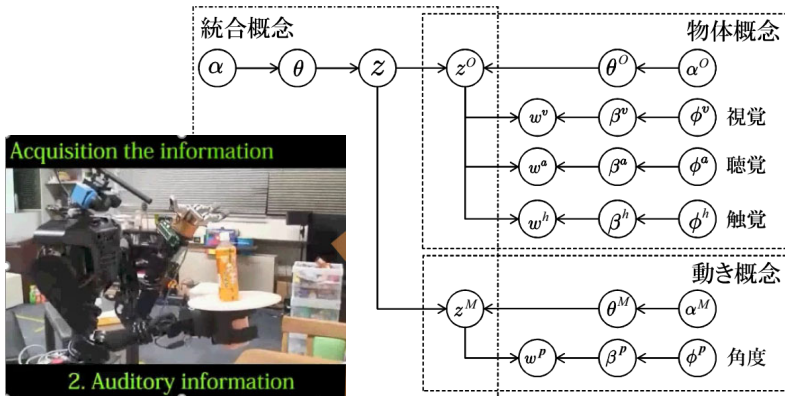 統合概念
物体概念
α θ z z^O θ^O α^O
w^v β^v ϕ^v 視覚
w^a β^a ϕ^a 聴覚
w^h β^h ϕ^h 触覚
動き概念
z^M θ^M α^M
w^p β^p ϕ^p 角度
Acquisition the information
2. Auditory information